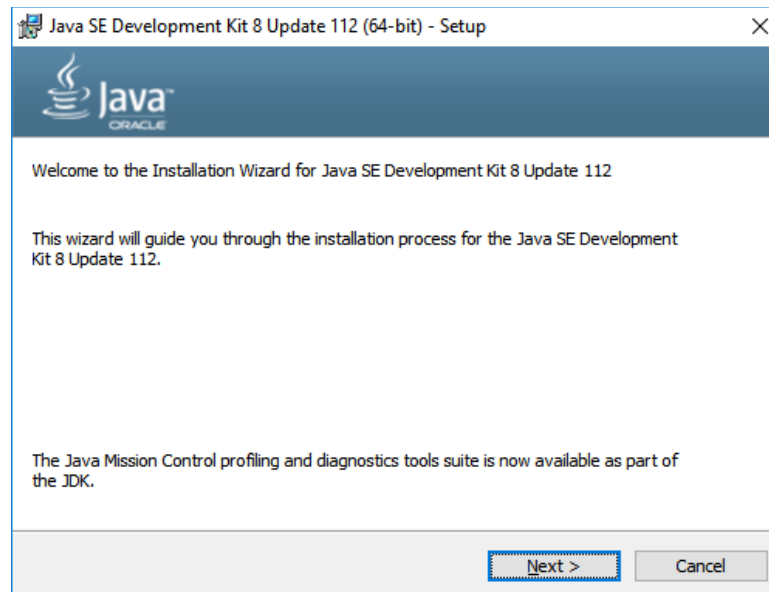 Java SE Development Kit 8 Update 112 (64-bit) - Setup
Java™
ORACLE
Welcome to the Installation Wizard for Java SE Development Kit 8 Update 112
This wizard will guide you through the installation process for the Java SE Development
Kit 8 Update 112.
The Java Mission Control profiling and diagnostics tools suite is now available as part of
the JDK.
Next > Cancel